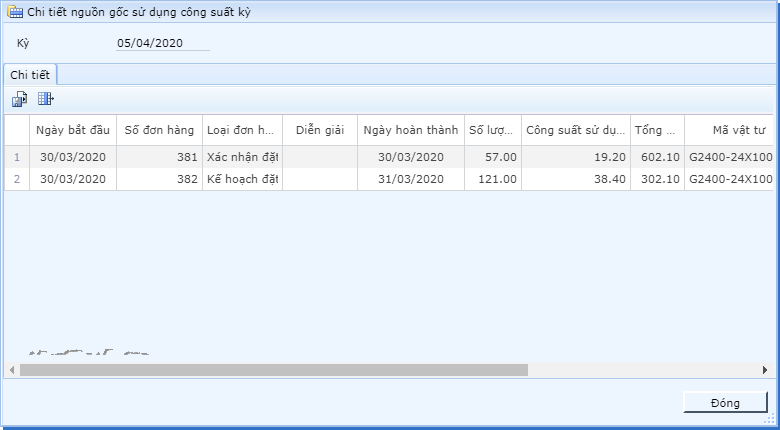 Chi tiết nguồn gốc sử dụng công suất kỳ
Kỳ 05/04/2020
Chi tiết
Ngày bắt đầu Số đơn hàng Loại đơn h... Diễn giải Ngày hoàn thành Số lượ... Công suất sử dụ... Tổng ... Mã vật tư
1 30/03/2020 381 Xác nhận đặt 30/03/2020 57.00 19.20 602.10 G2400-24X100
2 30/03/2020 382 Kế hoạch đặt 31/03/2020 121.00 38.40 302.10 G2400-24X100
Đóng